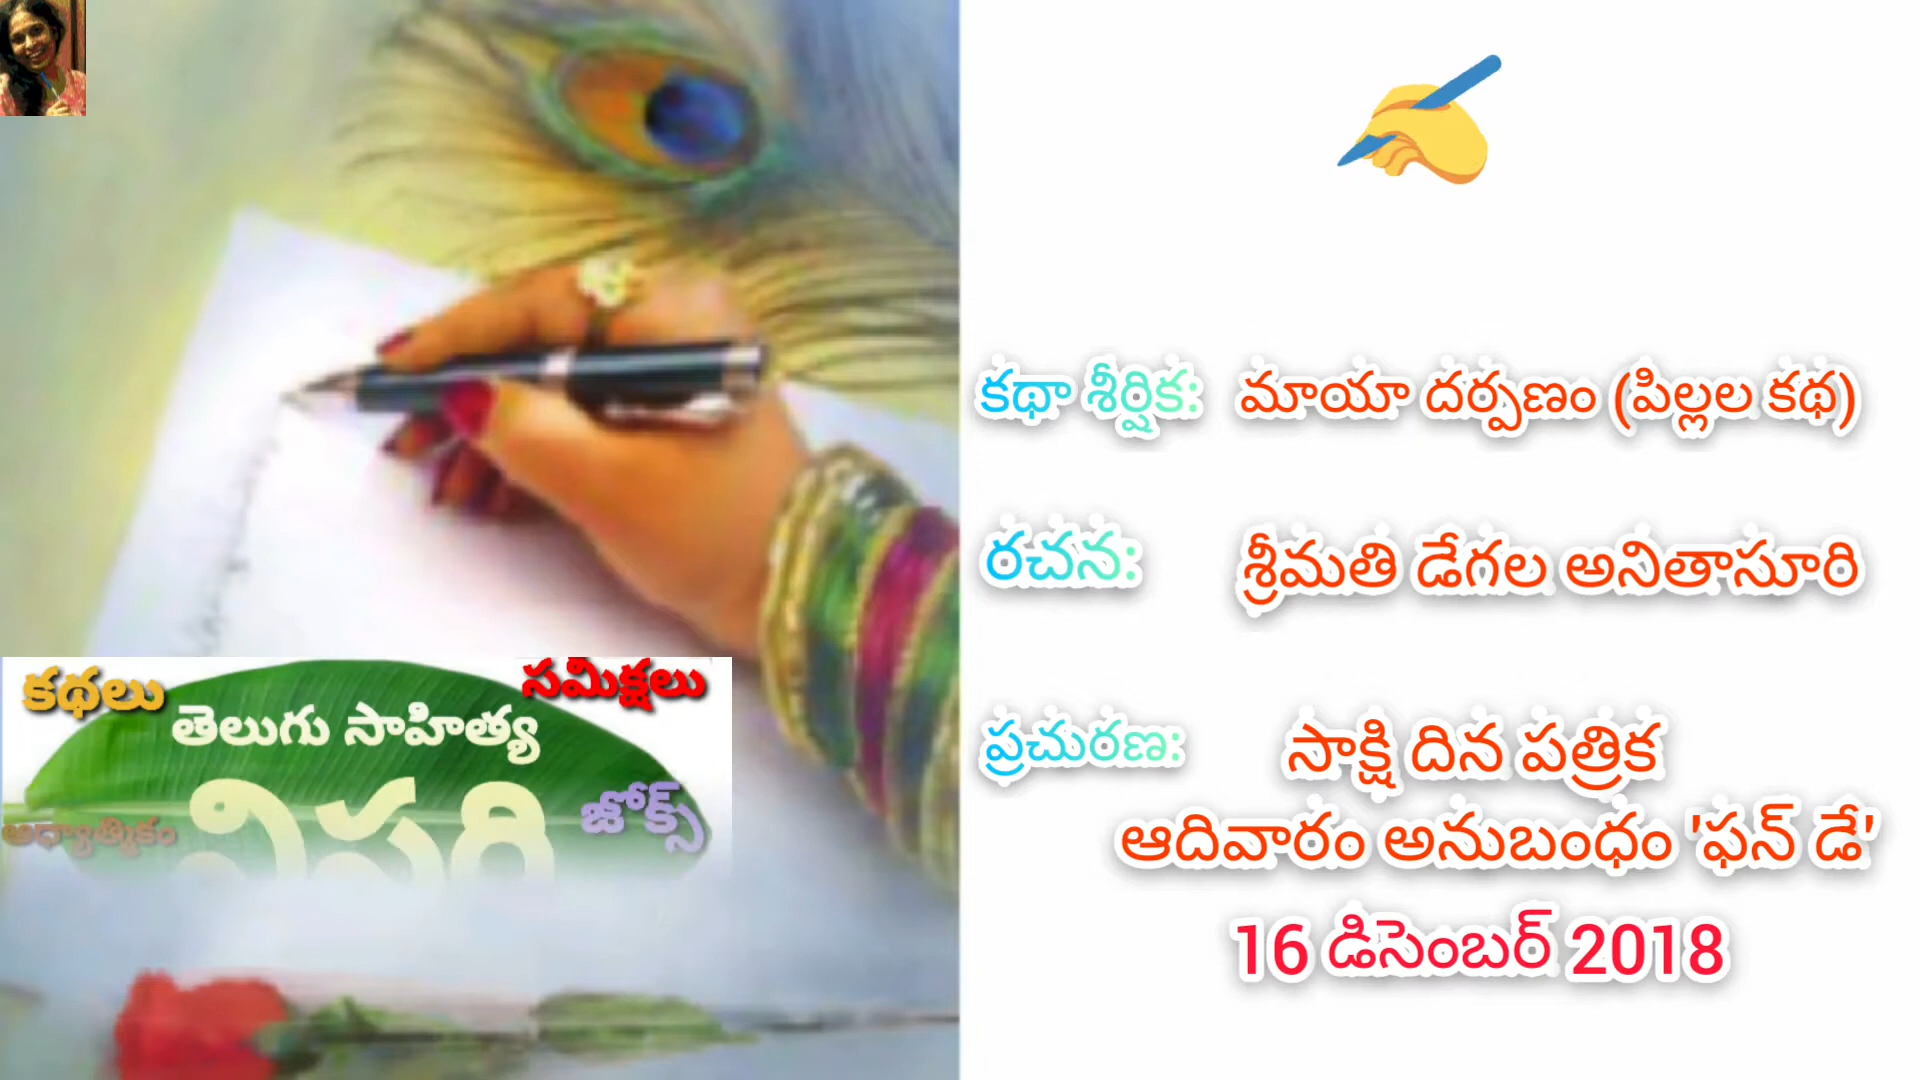 కథా శీర్షిక: మాయా దర్పణం (పిల్లల కథ)
రచన: శ్రీమతి డేగల అనితాసూరి
ప్రచురణ: సాక్షి దిన పత్రిక
ఆదివారం అనుబంధం 'ఫన్ డే'
16 డిసెంబర్ 2018
కథలు
సమీక్షలు
తెలుగు సాహిత్య
విస్తరి
జోక్స్
ఆధ్యాత్మికం